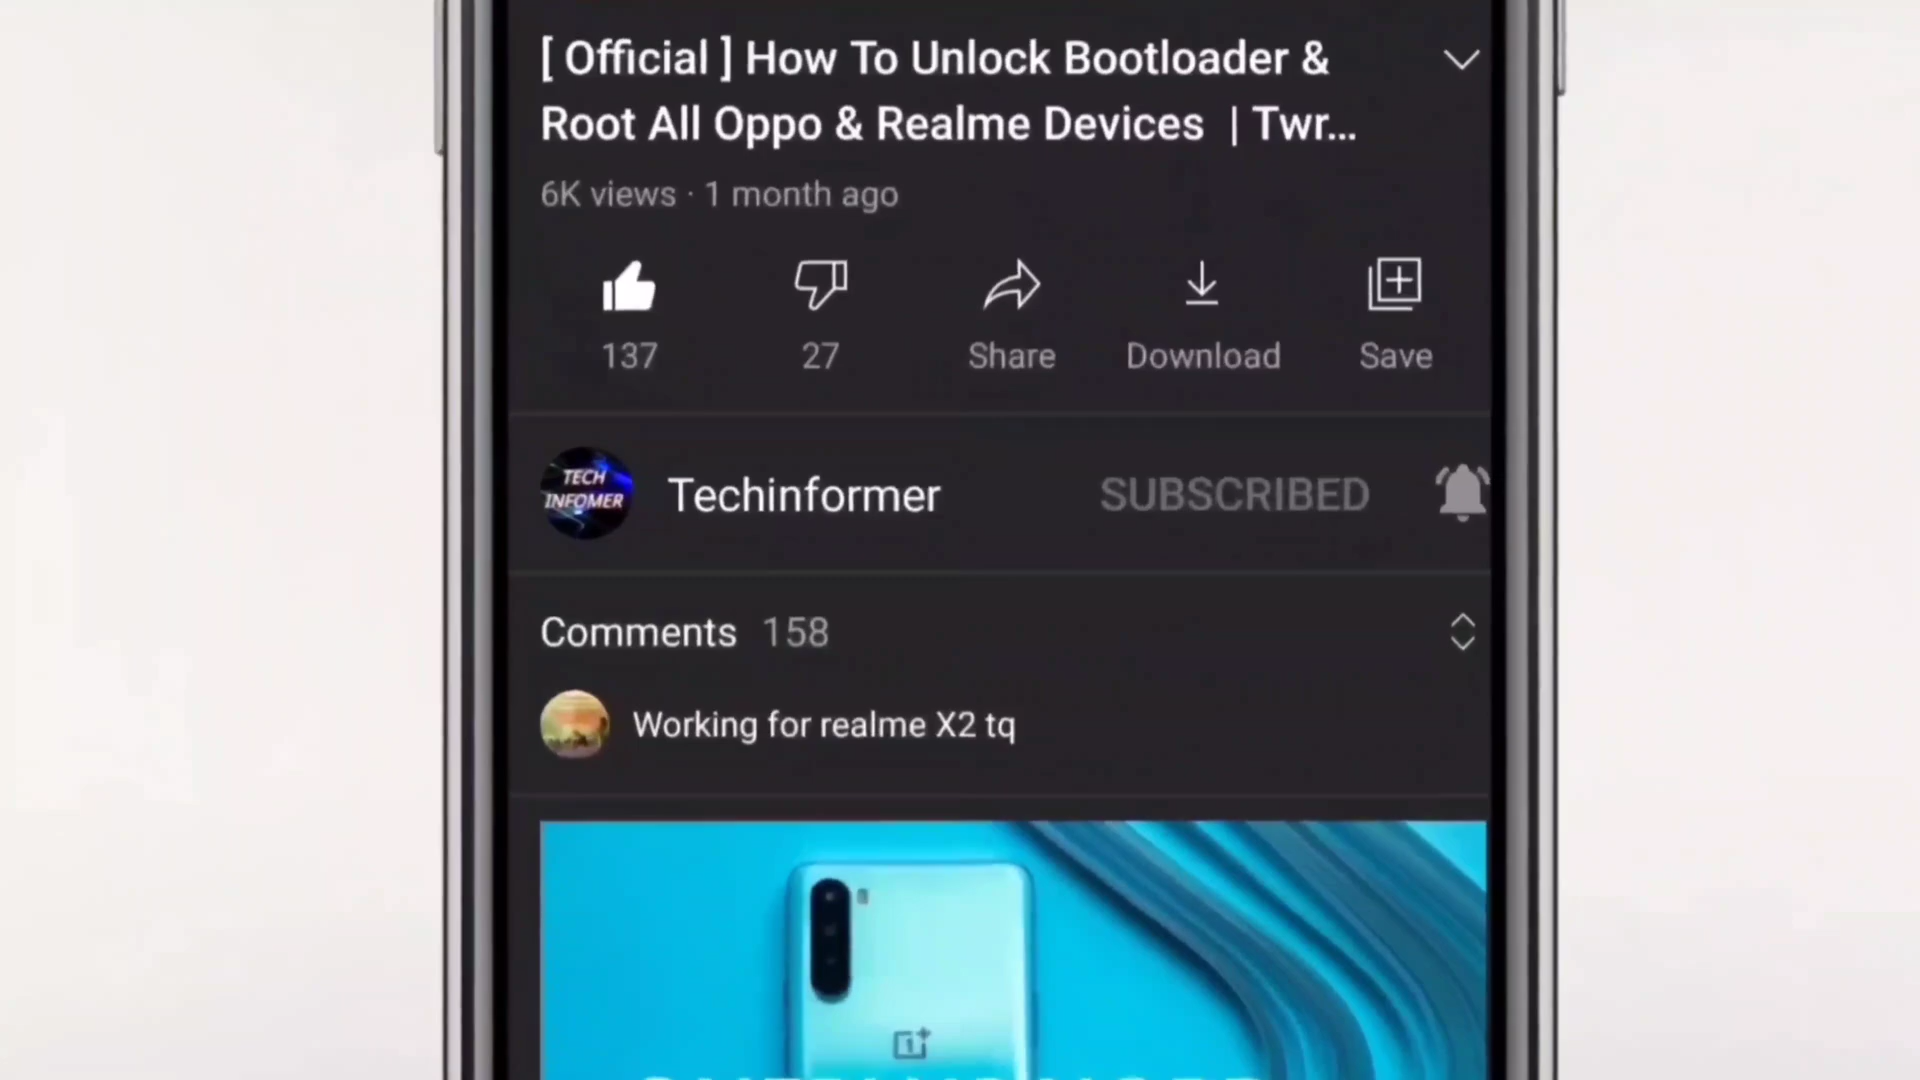 [ Official ] How To Unlock Bootloader &
Root All Oppo & Realme Devices | Twr...
6K views · 1 month ago
137
27
Share
Download
Save
TECH
INFOMER
Techinformer
SUBSCRIBED
Comments 158
Working for realme X2 tq
1+